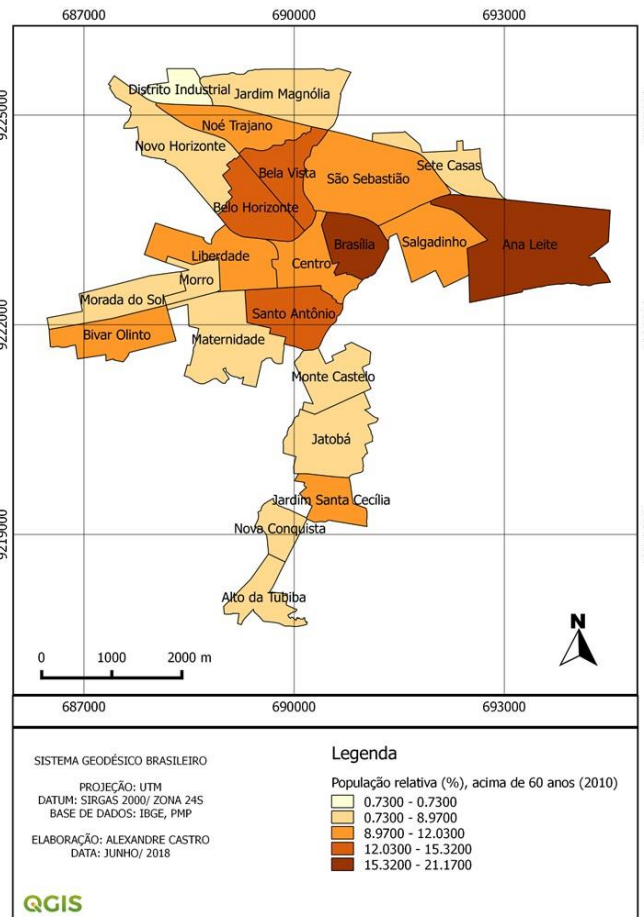 687000 690000 693000
9225000
9222000
9219000
Distrito Industrial
Jardim Magnólia
Noé Trajano
Novo Horizonte
Bela Vista
Sete Casas
São Sebastião
Belo Horizonte
Brasília
Salgadinho
Ana Leite
Liberdade
Centro
Morro
Morada do Sol
Santo Antônio
Bivar Olinto
Maternidade
Monte Castelo
Jatobá
Jardim Santa Cecília
Nova Conquista
Alto da Tubiba
N
0 1000 2000 m
687000 690000 693000
SISTEMA GEODÉSICO BRASILEIRO
PROJEÇÃO: UTM
DATUM: SIRGAS 2000/ ZONA 24S
BASE DE DADOS: IBGE, PMP
ELABORAÇÃO: ALEXANDRE CASTRO
DATA: JUNHO/ 2018
QGIS
Legenda
População relativa (%), acima de 60 anos (2010)
0.7300 - 0.7300
0.7300 - 8.9700
8.9700 - 12.0300
12.0300 - 15.3200
15.3200 - 21.1700